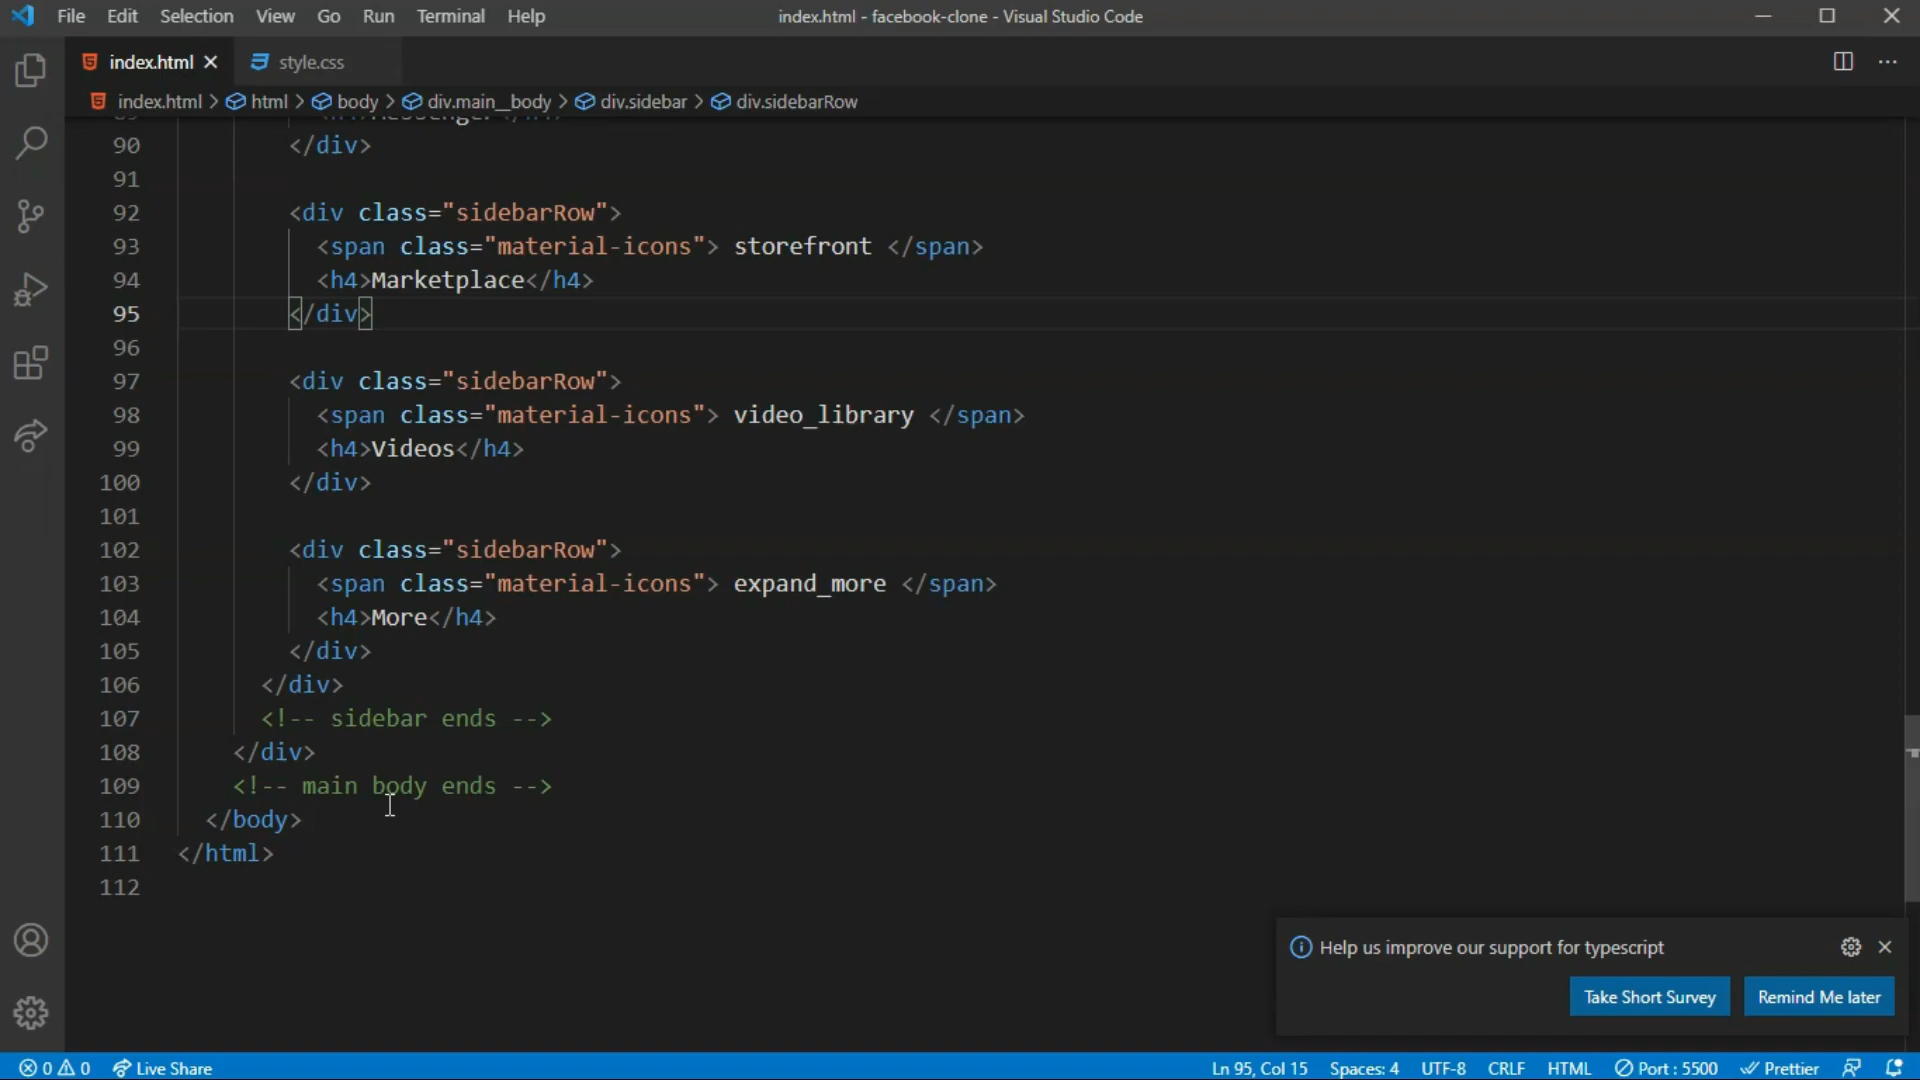 File Edit Selection View Go Run Terminal Help index.html - facebook-clone - Visual Studio Code
index.html style.css
index.html > html > body > div.main__body > div.sidebar > div.sidebarRow
90 </div>
91
92 <div class="sidebarRow">
93 <span class="material-icons"> storefront </span>
94 <h4>Marketplace</h4>
95 </div>
96
97 <div class="sidebarRow">
98 <span class="material-icons"> video_library </span>
99 <h4>Videos</h4>
100 </div>
101
102 <div class="sidebarRow">
103 <span class="material-icons"> expand_more </span>
104 <h4>More</h4>
105 </div>
106 </div>
107 <!-- sidebar ends -->
108 </div>
109 <!-- main body ends -->
110 </body>
111 </html>
112
Help us improve our support for typescript
Take Short Survey Remind Me later
0 0 Live Share Ln 95, Col 15 Spaces: 4 UTF-8 CRLF HTML Port : 5500 Prettier